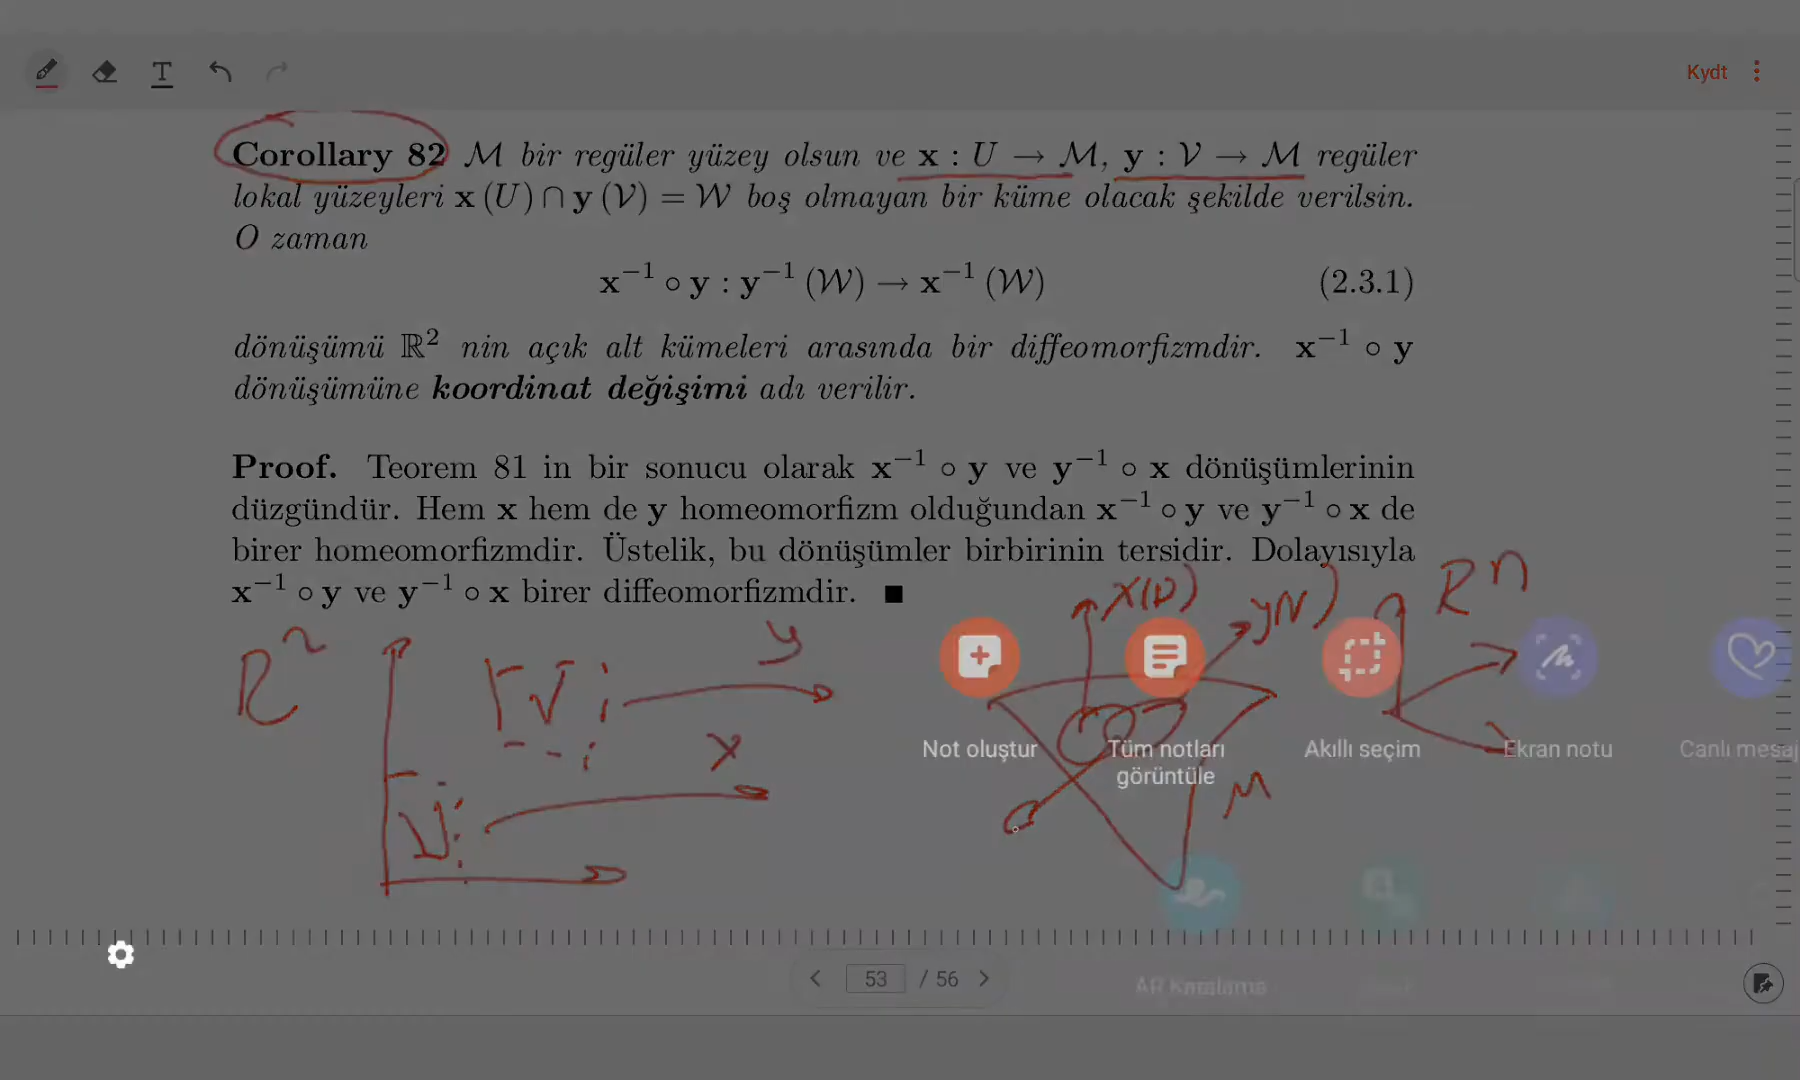 Kydt
Corollary 82 M bir regüler yüzey olsun ve x : U → M, y : V → M regüler
lokal yüzeyleri x (U) ∩ y (V) = W boş olmayan bir küme olacak şekilde verilsin.
O zaman
x⁻¹ ∘ y : y⁻¹ (W) → x⁻¹ (W) (2.3.1)
dönüşümü ℝ² nin açık alt kümeleri arasında bir diffeomorfizmdir. x⁻¹ ∘ y
dönüşümüne koordinat değişimi adı verilir.
Proof. Teorem 81 in bir sonucu olarak x⁻¹ ∘ y ve y⁻¹ ∘ x dönüşümlerinin
düzgündür. Hem x hem de y homeomorfizm olduğundan x⁻¹ ∘ y ve y⁻¹ ∘ x de
birer homeomorfizmdir. Üstelik, bu dönüşümler birbirinin tersidir. Dolayısıyla
x⁻¹ ∘ y ve y⁻¹ ∘ x birer diffeomorfizmdir. ■
R² V y x
x(U) y(V) Rⁿ
M
Not oluştur
Tüm notları
görüntüle
Akıllı seçim
Ekran notu
Canlı mesaj
AR Karalama
53 / 56